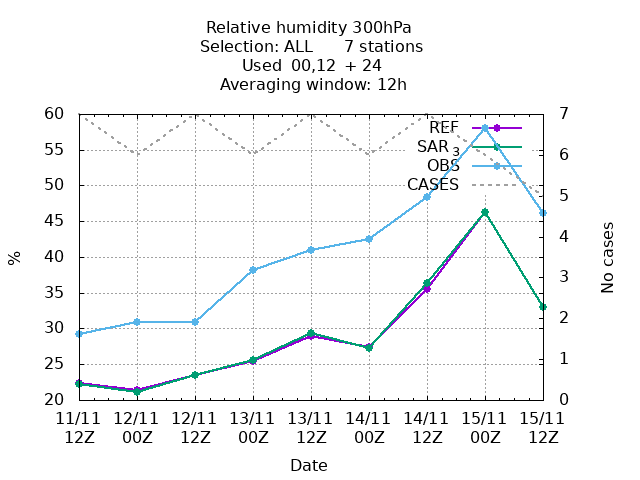 Relative humidity 300hPa
Selection: ALL 7 stations
Used 00,12 + 24
Averaging window: 12h
60
55
50
45
40
35
30
25
20
%
7
6
5
4
3
2
1
0
No cases
REF
SAR_3
OBS
CASES
11/11 12/11 12/11 13/11 13/11 14/11 14/11 15/11 15/11
12Z 00Z 12Z 00Z 12Z 00Z 12Z 00Z 12Z
Date